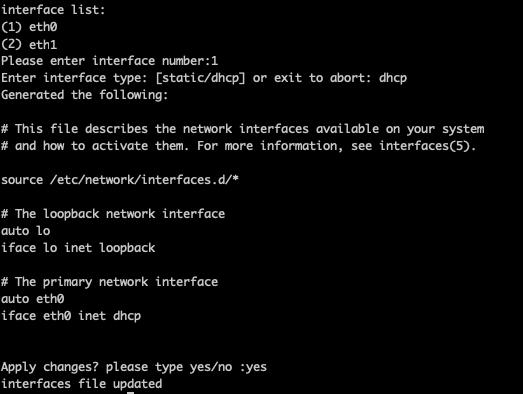 interface list:
(1) eth0
(2) eth1
Please enter interface number:1
Enter interface type: [static/dhcp] or exit to abort: dhcp
Generated the following:
# This file describes the network interfaces available on your system
# and how to activate them. For more information, see interfaces(5).
source /etc/network/interfaces.d/*
# The loopback network interface
auto lo
iface lo inet loopback
# The primary network interface
auto eth0
iface eth0 inet dhcp
Apply changes? please type yes/no :yes
interfaces file updated